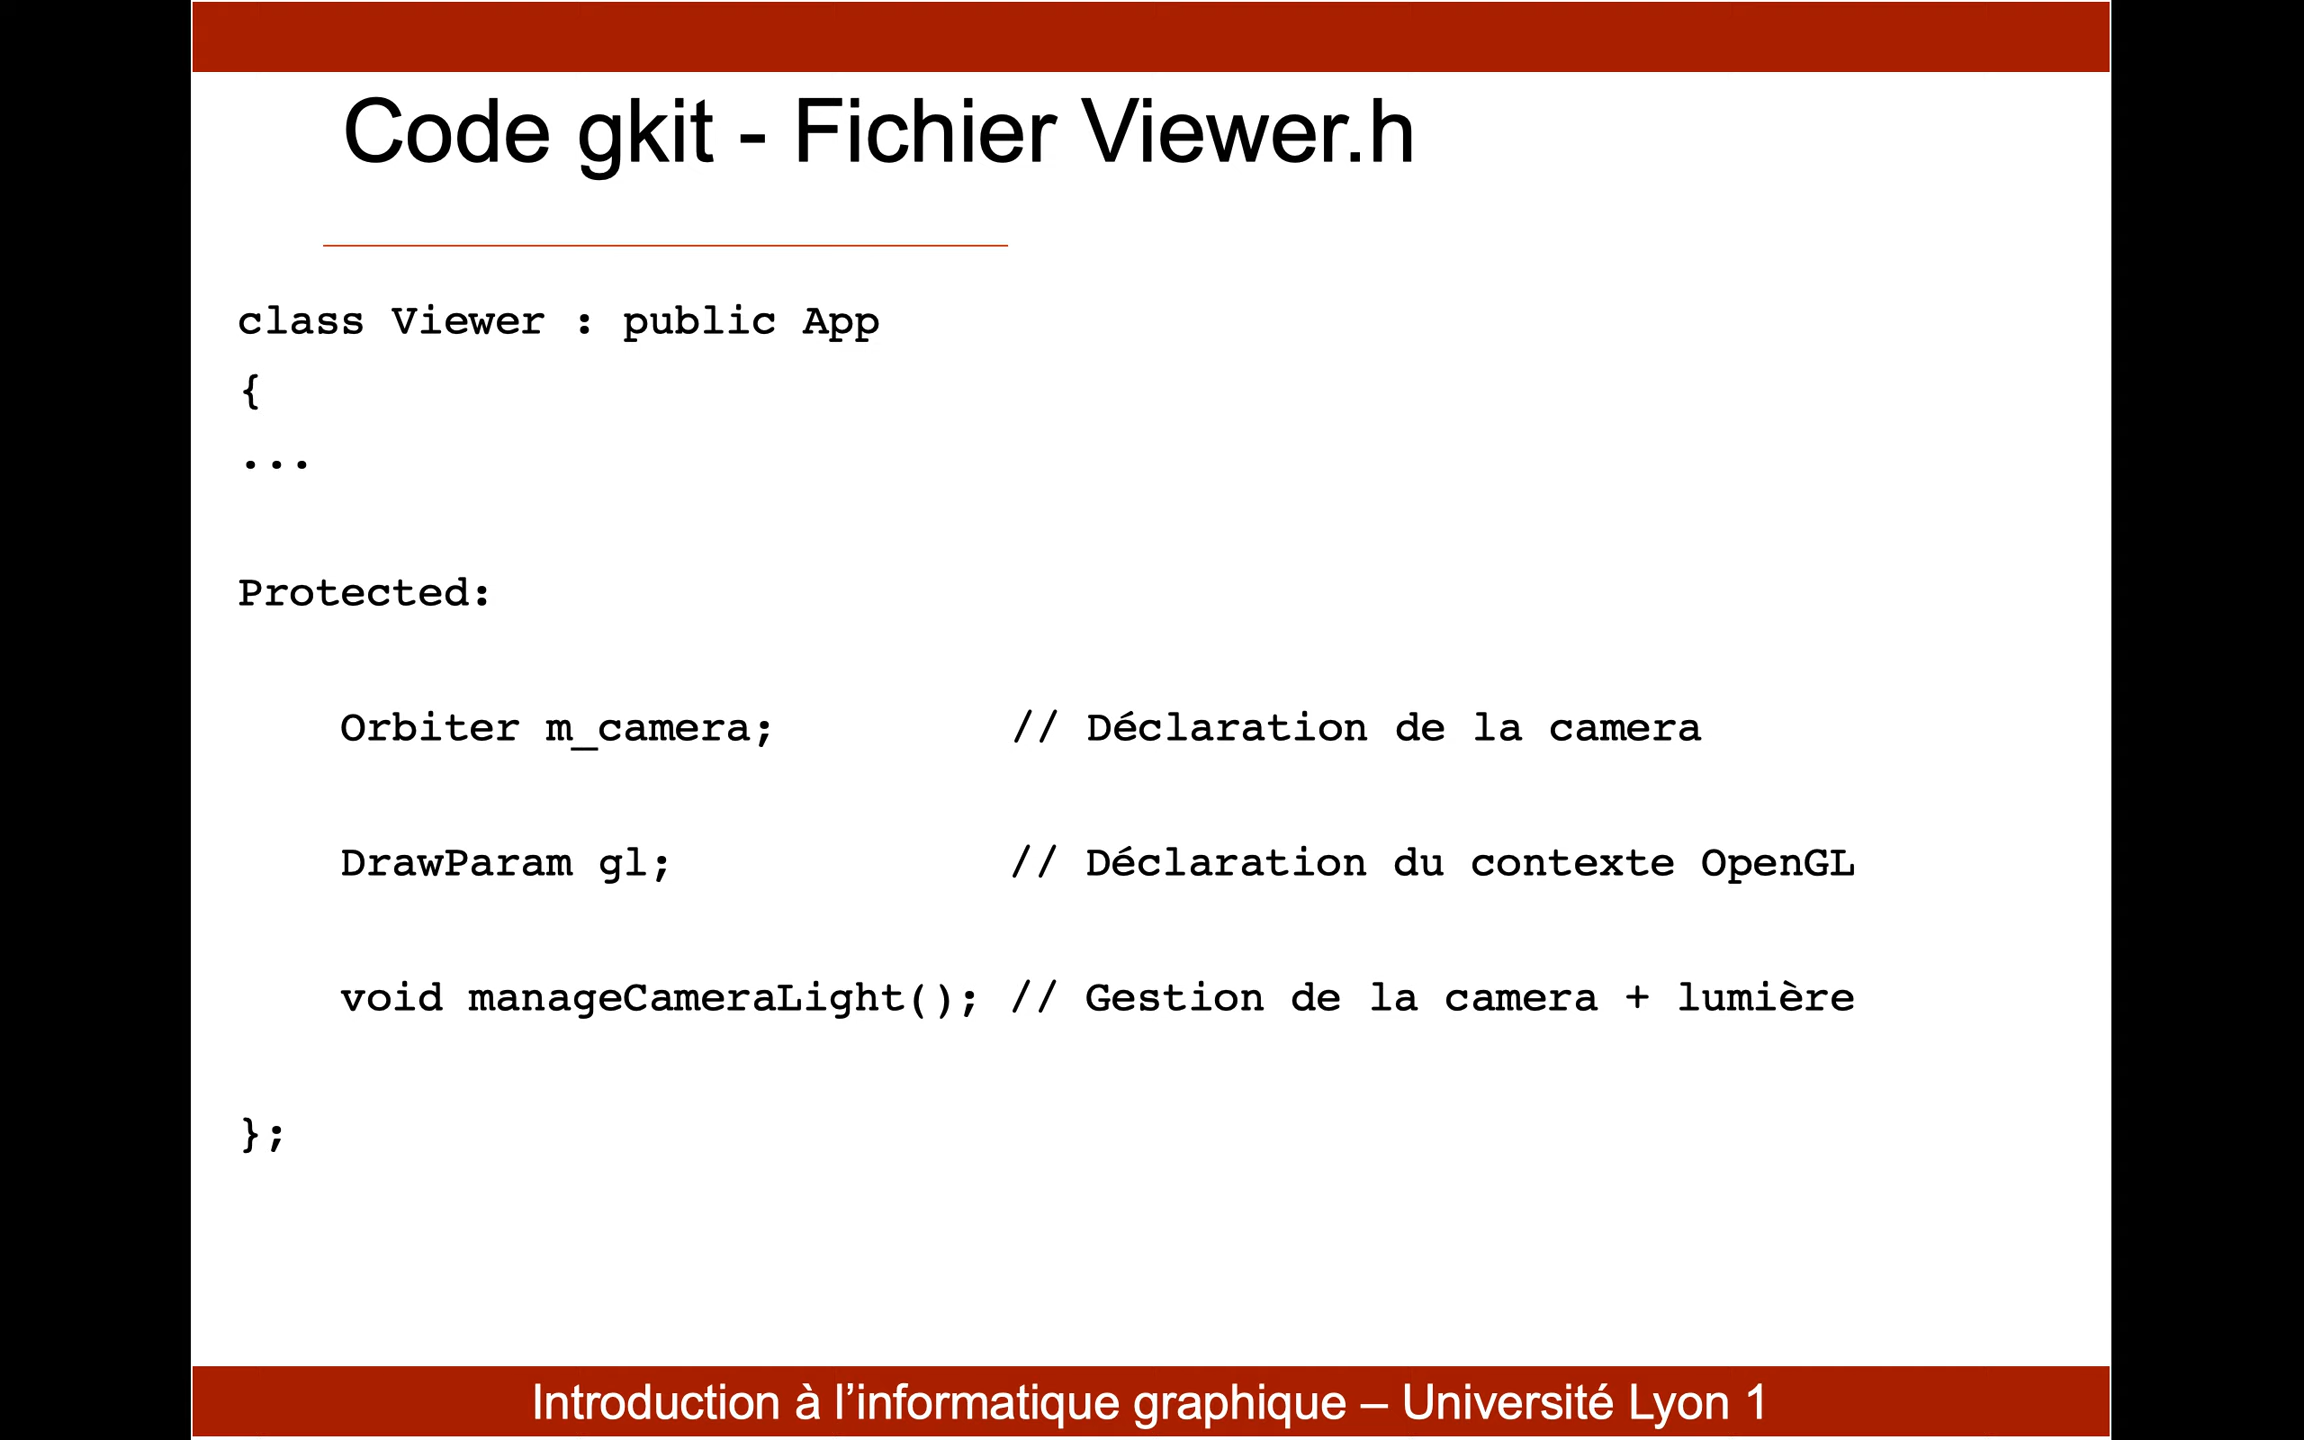 Code gkit - Fichier Viewer.h
class Viewer : public App
{
...
Protected:
Orbiter m_camera; // Déclaration de la camera
DrawParam gl; // Déclaration du contexte OpenGL
void manageCameraLight(); // Gestion de la camera + lumière
};
Introduction à l’informatique graphique – Université Lyon 1